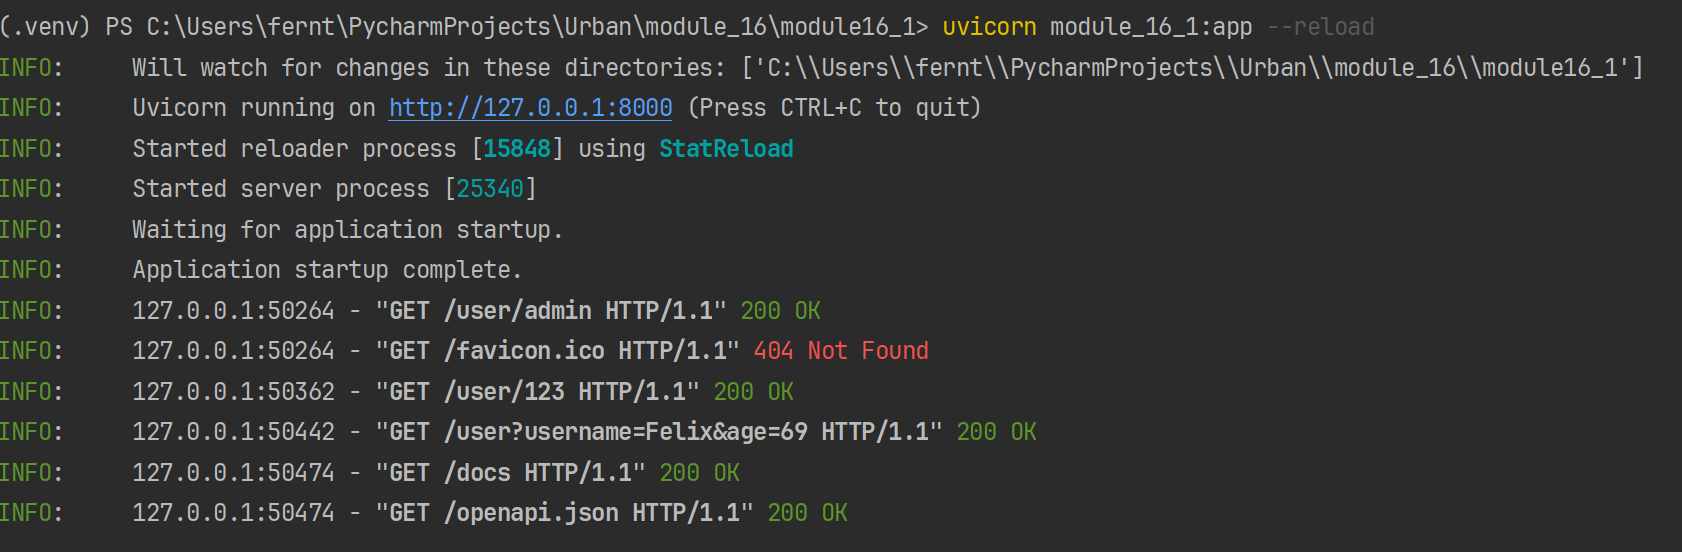 (.venv) PS C:\Users\fernt\PycharmProjects\Urban\module_16\module16_1> uvicorn module_16_1:app --reload
INFO:     Will watch for changes in these directories: ['C:\\Users\\fernt\\PycharmProjects\\Urban\\module_16\\module16_1']
INFO:     Uvicorn running on http://127.0.0.1:8000 (Press CTRL+C to quit)
INFO:     Started reloader process [15848] using StatReload
INFO:     Started server process [25340]
INFO:     Waiting for application startup.
INFO:     Application startup complete.
INFO:     127.0.0.1:50264 - "GET /user/admin HTTP/1.1" 200 OK
INFO:     127.0.0.1:50264 - "GET /favicon.ico HTTP/1.1" 404 Not Found
INFO:     127.0.0.1:50362 - "GET /user/123 HTTP/1.1" 200 OK
INFO:     127.0.0.1:50442 - "GET /user?username=Felix&age=69 HTTP/1.1" 200 OK
INFO:     127.0.0.1:50474 - "GET /docs HTTP/1.1" 200 OK
INFO:     127.0.0.1:50474 - "GET /openapi.json HTTP/1.1" 200 OK